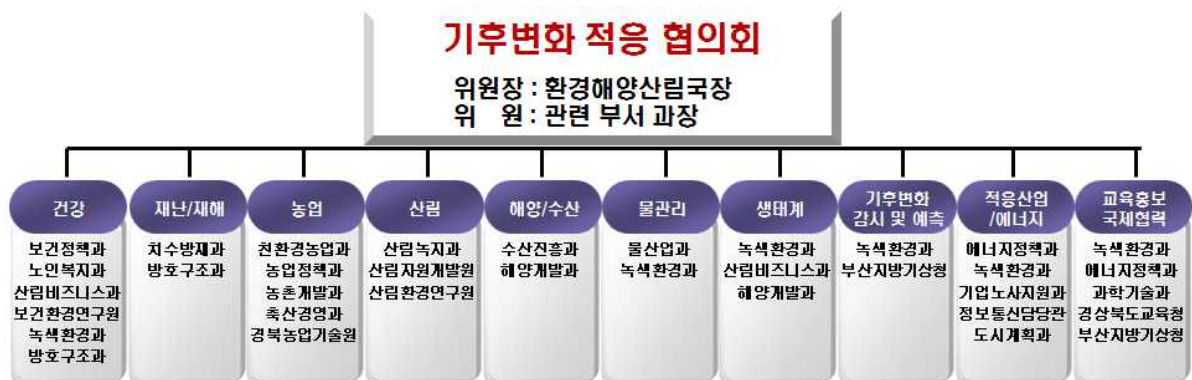 기후변화 적응 협의회
위원장 : 환경해양산림국장
위 원 : 관련 부서 과장
건강
보건정책과
노인복지과
산림비즈니스과
보건환경연구원
녹색환경과
방호구조과
재난/재해
치수방재과
방호구조과
농업
친환경농업과
농업정책과
농촌개발과
축산경영과
경북농업기술원
산림
산림녹지과
산림자원개발원
산림환경연구원
해양/수산
수산진흥과
해양개발과
물관리
물산업과
녹색환경과
생태계
녹색환경과
산림비즈니스과
해양개발과
기후변화
감시 및 예측
녹색환경과
부산지방기상청
적응산업
/에너지
에너지정책과
녹색환경과
기업노사지원과
정보통신담당관
도시계획과
교육홍보
국제협력
녹색환경과
에너지정책과
과학기술과
경상북도교육청
부산지방기상청